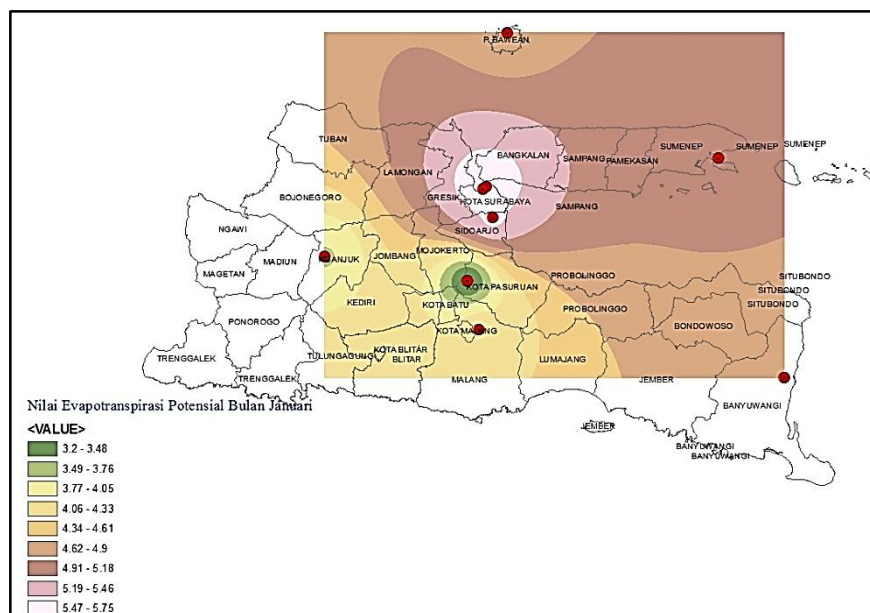 P. BAWEAN
TUBAN
BANGKALAN
SUMENEP
SUMENEP
SUMENEP
SAMPANG
PAMEKASAN
LAMONGAN
BOJONEGORO
GRESIK
KOTA SURABAYA
SAMPANG
NGAWI
SIDOARJO
MOJOKERTO
MADIUN
NGANJUK
JOMBANG
MAGETAN
PROBOLINGGO
SITUBONDO
KOTA PASURUAN
SITUBONDO
KEDIRI
KOTA BATU
PROBOLINGGO
SITUBONDO
PONOROGO
KOTA MALANG
BONDOWOSO
TRENGGALEK
TULUNGAGUNG
KOTA BLITAR
BLITAR
LUMAJANG
TRENGGALEK
MALANG
JEMBER
BANYUWANGI
JEMBER
BANYUWANGI
BANYUWANGI
Nilai Evapotranspirasi Potensial Bulan Januari
<VALUE>
3.2 - 3.48
3.49 - 3.76
3.77 - 4.05
4.06 - 4.33
4.34 - 4.61
4.62 - 4.9
4.91 - 5.18
5.19 - 5.46
5.47 - 5.75